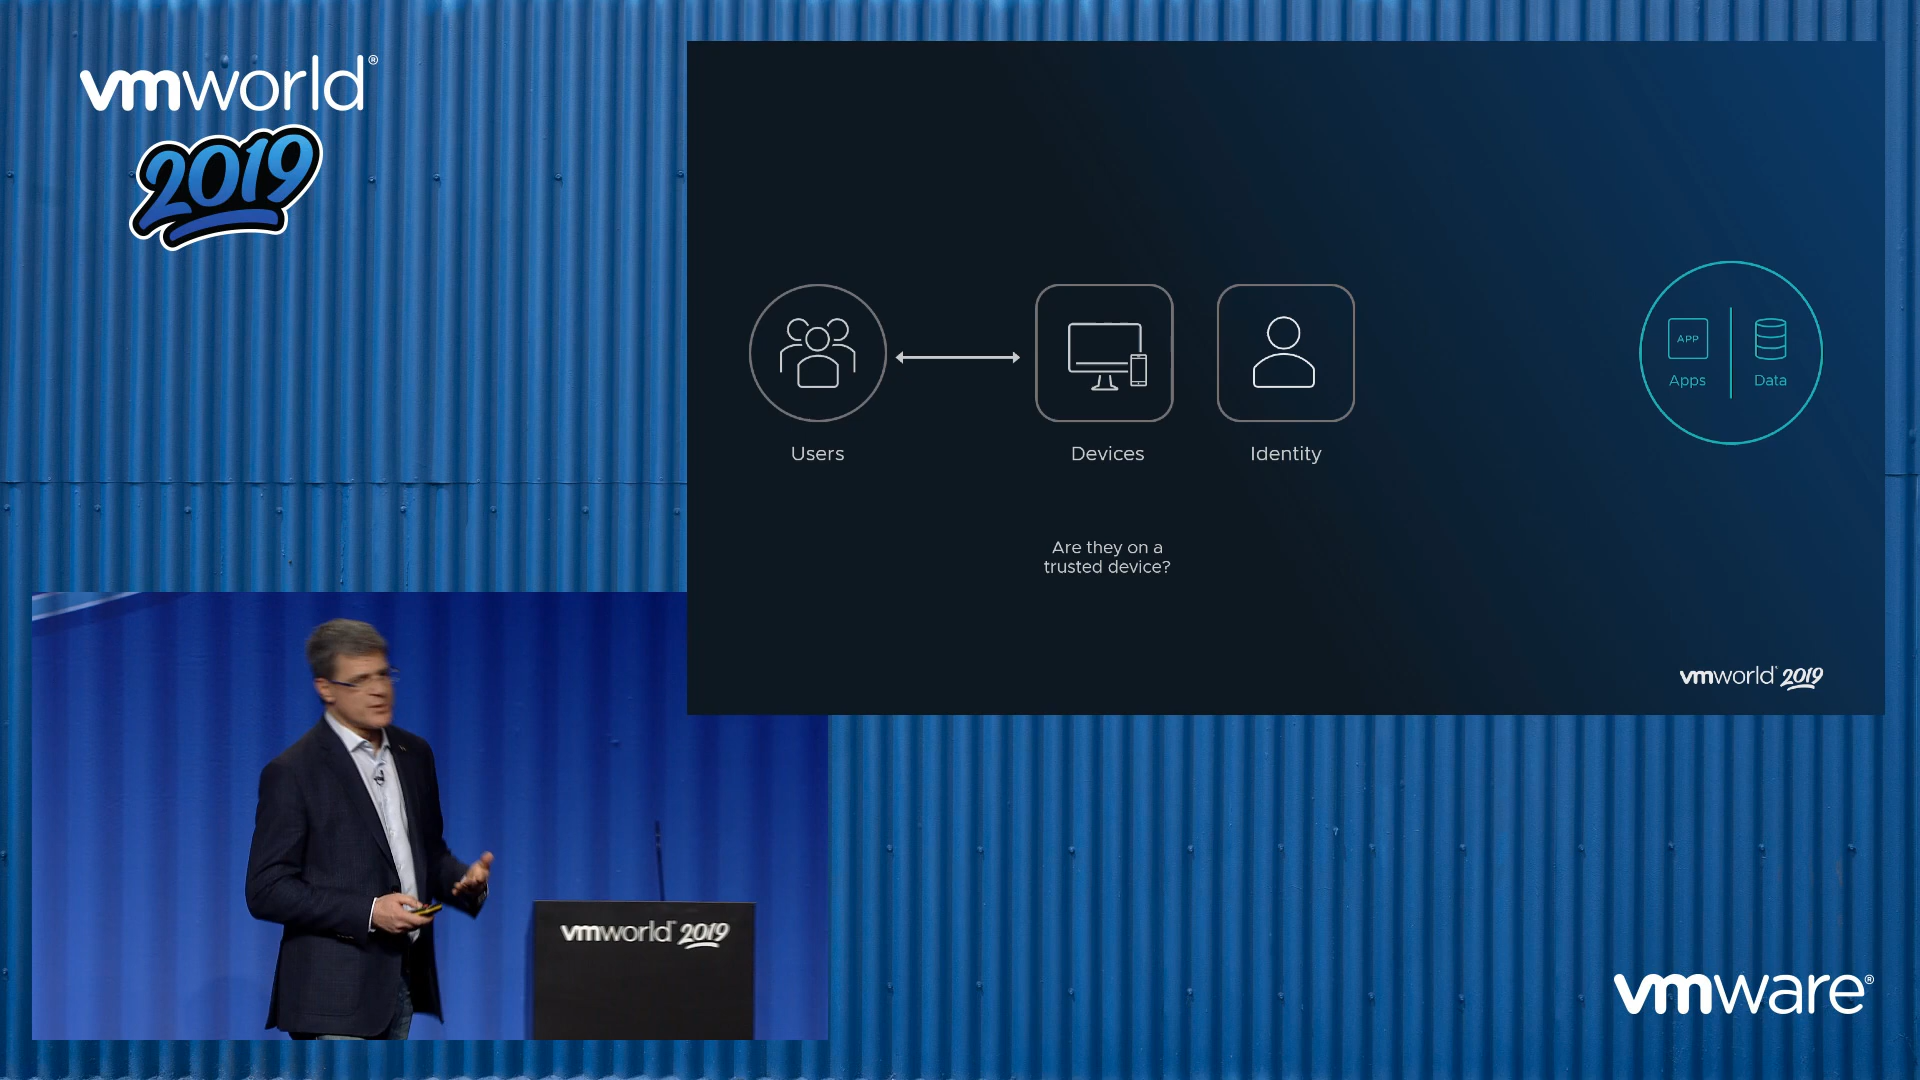 vmworld®
2019
APP
Apps
Data
Users
Devices
Identity
Are they on a
trusted device?
vmworld® 2019
vmworld® 2019
vmware®